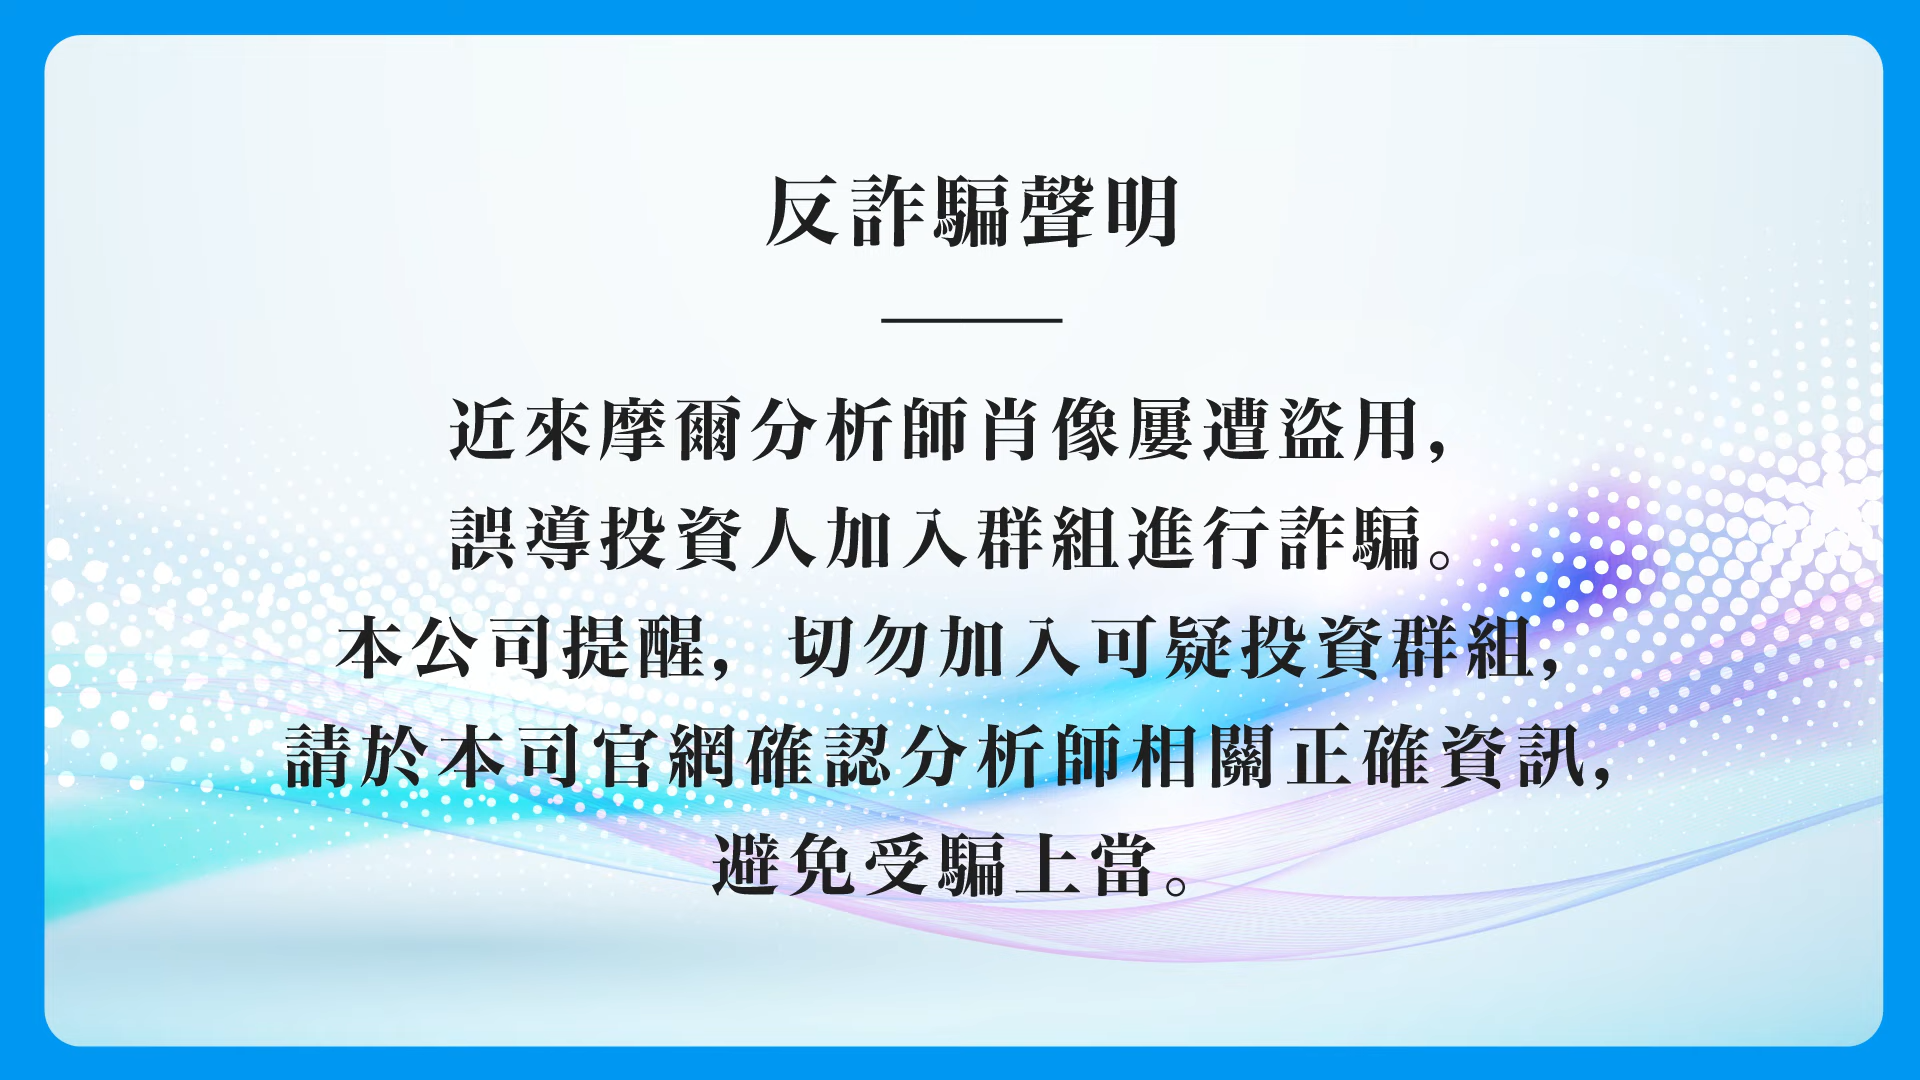 反詐騙聲明
近來摩爾分析師肖像屢遭盜用，
誤導投資人加入群組進行詐騙。
本公司提醒，切勿加入可疑投資群組，
請於本司官網確認分析師相關正確資訊，
避免受騙上當。